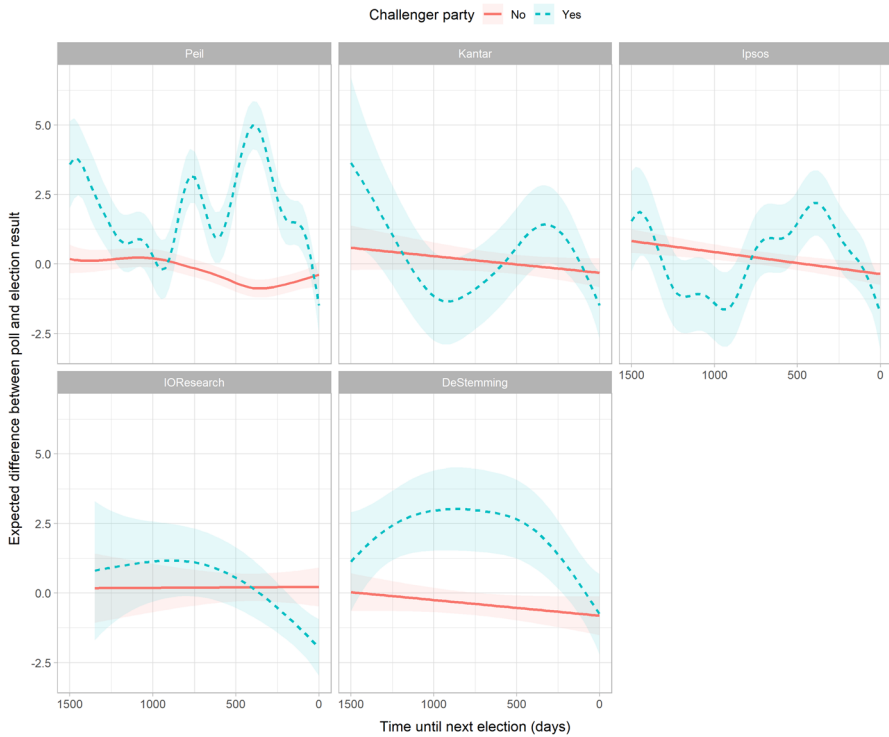 Challenger party No Yes
Peil Kantar Ipsos
5.0
2.5
0.0
-2.5
1500 1000 500 0
IOResearch DeStemming
5.0
2.5
0.0
-2.5
1500 1000 500 0 1500 1000 500 0
Time until next election (days)
Expected difference between poll and election result